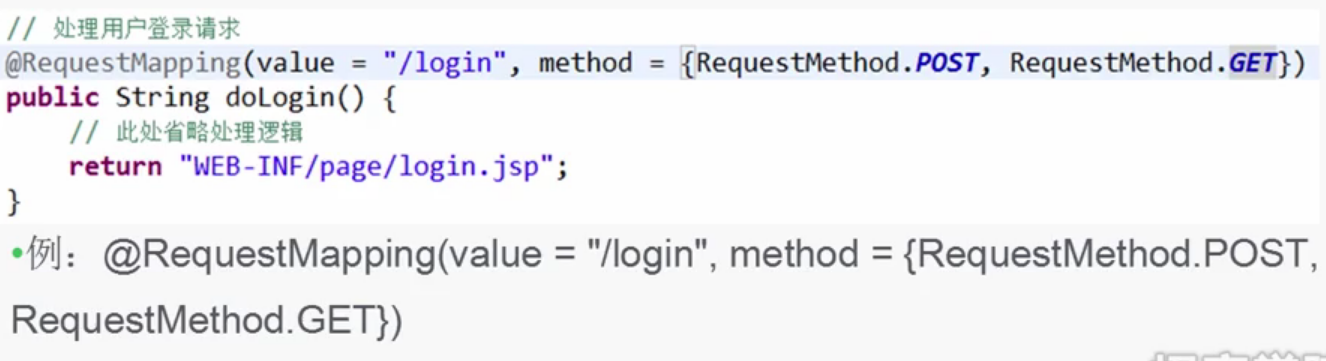 // 处理用户登录请求
@RequestMapping(value = "/login", method = {RequestMethod.POST, RequestMethod.GET})
public String doLogin() {
// 此处省略处理逻辑
return "WEB-INF/page/login.jsp";
}
•例：@RequestMapping(value = "/login", method = {RequestMethod.POST,
RequestMethod.GET})